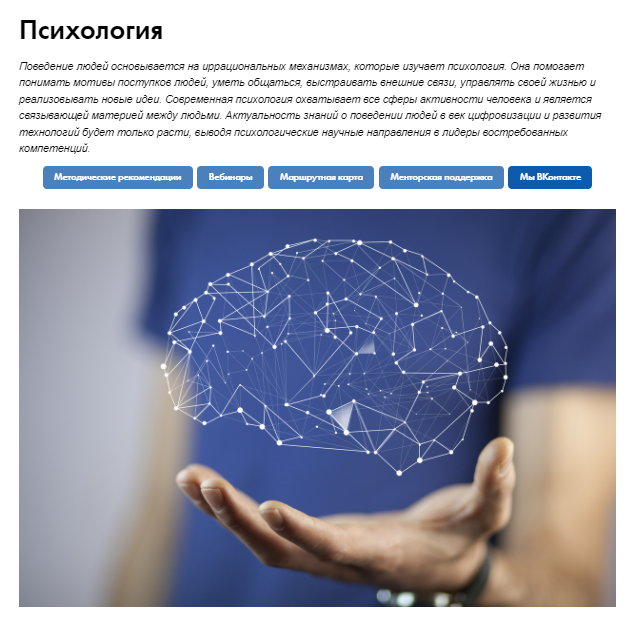 Психология
Поведение людей основывается на иррациональных механизмах, которые изучает психология. Она помогает
понимать мотивы поступков людей, уметь общаться, выстраивать внешние связи, управлять своей жизнью и
реализовывать новые идеи. Современная психология охватывает все сферы активности человека и является
связывающей материей между людьми. Актуальность знаний о поведении людей в век цифровизации и развития
технологий будет только расти, выводя психологические научные направления в лидеры востребованных
компетенций.
Методические рекомендации Вебинары Маршрутная карта Менторская поддержка Мы ВКонтакте